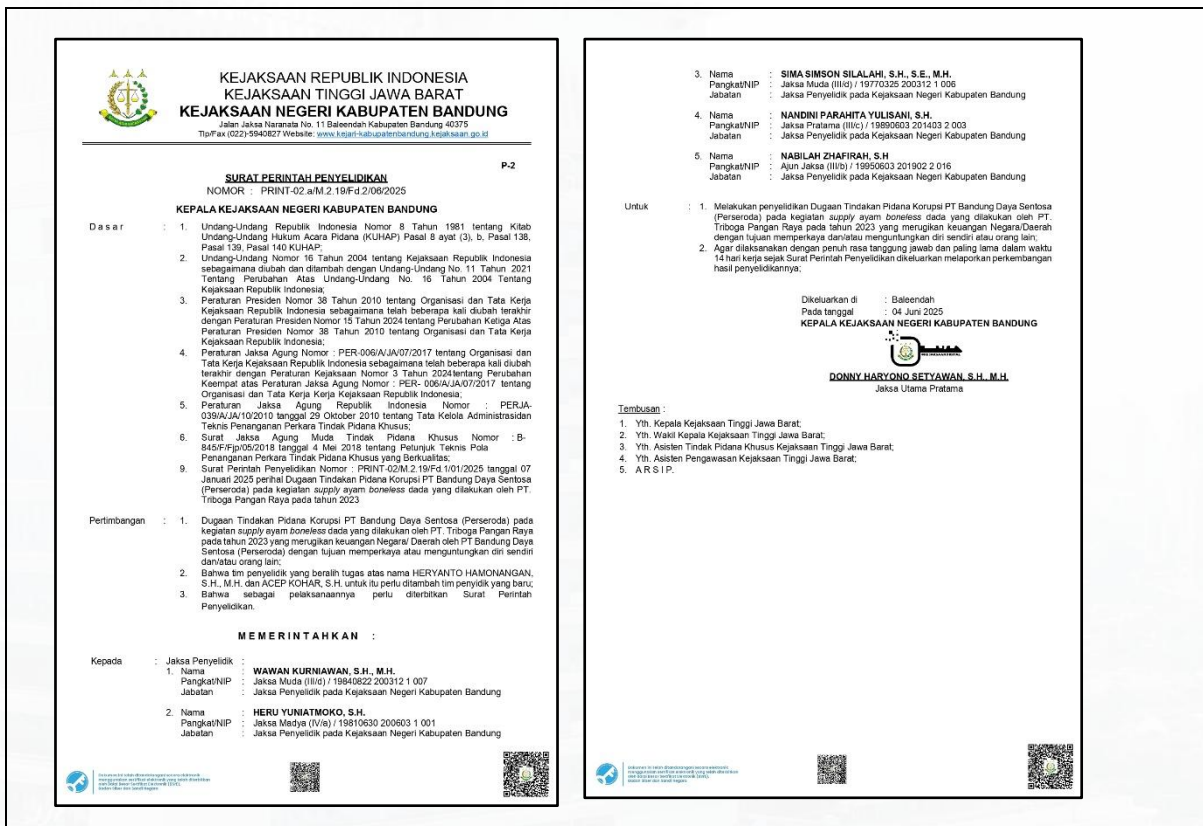 KEJAKSAAN REPUBLIK INDONESIA
KEJAKSAAN TINGGI JAWA BARAT
KEJAKSAAN NEGERI KABUPATEN BANDUNG
Jalan Jaksa Naranata No. 11 Baleendah Kabupaten Bandung 40375
Tlp/Fax (022)-5940827 Website: www.kejari-kabupatenbandung.kejaksaan.go.id
P-2
SURAT PERINTAH PENYELIDIKAN
NOMOR : PRINT-02.a/M.2.19/Fd.2/06/2025
KEPALA KEJAKSAAN NEGERI KABUPATEN BANDUNG
D a s a r : 1. Undang-Undang Republik Indonesia Nomor 8 Tahun 1981 tentang Kitab
Undang-Undang Hukum Acara Pidana (KUHAP) Pasal 8 ayat (3), b, Pasal 138,
Pasal 139, Pasal 140 KUHAP;
2. Undang-Undang Nomor 16 Tahun 2004 tentang Kejaksaan Republik Indonesia
sebagaimana diubah dan ditambah dengan Undang-Undang No. 11 Tahun 2021
Tentang Perubahan Atas Undang-Undang No. 16 Tahun 2004 Tentang
Kejaksaan Republik Indonesia;
3. Peraturan Presiden Nomor 38 Tahun 2010 tentang Organisasi dan Tata Kerja
Kejaksaan Republik Indonesia sebagaimana telah beberapa kali diubah terakhir
dengan Peraturan Presiden Nomor 15 Tahun 2024 tentang Perubahan Ketiga Atas
Peraturan Presiden Nomor 38 Tahun 2010 tentang Organisasi dan Tata Kerja
Kejaksaan Republik Indonesia;
4. Peraturan Jaksa Agung Nomor : PER-006/A/JA/07/2017 tentang Organisasi dan
Tata Kerja Kejaksaan Republik Indonesia sebagaimana telah beberapa kali diubah
terakhir dengan Peraturan Kejaksaan Nomor 3 Tahun 2024tentang Perubahan
Keempat atas Peraturan Jaksa Agung Nomor : PER- 006/A/JA/07/2017 tentang
Organisasi dan Tata Kerja Kerja Kejaksaan Republik Indonesia;
5. Peraturan Jaksa Agung Republik Indonesia Nomor : PERJA-
039/A/JA/10/2010 tanggal 29 Oktober 2010 tentang Tata Kelola Administrasidan
Teknis Penanganan Perkara Tindak Pidana Khusus;
6. Surat Jaksa Agung Muda Tindak Pidana Khusus Nomor : B-
845/F/Fjp/05/2018 tanggal 4 Mei 2018 tentang Petunjuk Teknis Pola
Penanganan Perkara Tindak Pidana Khusus yang Berkualitas;
9. Surat Perintah Penyelidikan Nomor : PRINT-02/M.2.19/Fd.1/01/2025 tanggal 07
Januari 2025 perihal Dugaan Tindakan Pidana Korupsi PT Bandung Daya Sentosa
(Perseroda) pada kegiatan supply ayam boneless dada yang dilakukan oleh PT.
Triboga Pangan Raya pada tahun 2023
Pertimbangan : 1. Dugaan Tindakan Pidana Korupsi PT Bandung Daya Sentosa (Perseroda) pada
kegiatan supply ayam boneless dada yang dilakukan oleh PT. Triboga Pangan Raya
pada tahun 2023 yang merugikan keuangan Negara/ Daerah oleh PT Bandung Daya
Sentosa (Perseroda) dengan tujuan memperkaya atau menguntungkan diri sendiri
dan/atau orang lain;
2. Bahwa tim penyelidik yang beralih tugas atas nama HERYANTO HAMONANGAN,
S.H., M.H. dan ACEP KOHAR, S.H. untuk itu perlu ditambah tim penyidik yang baru;
3. Bahwa sebagai pelaksanaannya perlu diterbitkan Surat Perintah
Penyelidikan.
M E M E R I N T A H K A N :
Kepada : Jaksa Penyelidik :
1. Nama : WAWAN KURNIAWAN, S.H., M.H.
Pangkat/NIP : Jaksa Muda (III/d) / 19840822 200312 1 007
Jabatan : Jaksa Penyelidik pada Kejaksaan Negeri Kabupaten Bandung
2. Nama : HERU YUNIATMOKO, S.H.
Pangkat/NIP : Jaksa Madya (IV/a) / 19810630 200603 1 001
Jabatan : Jaksa Penyelidik pada Kejaksaan Negeri Kabupaten Bandung
3. Nama : SIMA SIMSON SILALAHI, S.H., S.E., M.H.
Pangkat/NIP : Jaksa Muda (III/d) / 19770325 200312 1 006
Jabatan : Jaksa Penyelidik pada Kejaksaan Negeri Kabupaten Bandung
4. Nama : NANDINI PARAHITA YULISANI, S.H.
Pangkat/NIP : Jaksa Pratama (III/c) / 19890603 201403 2 003
Jabatan : Jaksa Penyelidik pada Kejaksaan Negeri Kabupaten Bandung
5. Nama : NABILAH ZHAFIRAH, S.H
Pangkat/NIP : Ajun Jaksa (III/b) / 19950603 201902 2 016
Jabatan : Jaksa Penyelidik pada Kejaksaan Negeri Kabupaten Bandung
Untuk : 1. Melakukan penyelidikan Dugaan Tindakan Pidana Korupsi PT Bandung Daya Sentosa
(Perseroda) pada kegiatan supply ayam boneless dada yang dilakukan oleh PT.
Triboga Pangan Raya pada tahun 2023 yang merugikan keuangan Negara/Daerah
dengan tujuan memperkaya dan/atau menguntungkan diri sendiri atau orang lain;
2. Agar dilaksanakan dengan penuh rasa tanggung jawab dan paling lama dalam waktu
14 hari kerja sejak Surat Perintah Penyelidikan dikeluarkan melaporkan perkembangan
hasil penyelidikannya;
Dikeluarkan di : Baleendah
Pada tanggal : 04 Juni 2025
KEPALA KEJAKSAAN NEGERI KABUPATEN BANDUNG
DONNY HARYONO SETYAWAN, S.H., M.H.
Jaksa Utama Pratama
Tembusan :
1. Yth. Kepala Kejaksaan Tinggi Jawa Barat;
2. Yth. Wakil Kepala Kejaksaan Tinggi Jawa Barat;
3. Yth. Asisten Tindak Pidana Khusus Kejaksaan Tinggi Jawa Barat;
4. Yth. Asisten Pengawasan Kejaksaan Tinggi Jawa Barat;
5. A R S I P.